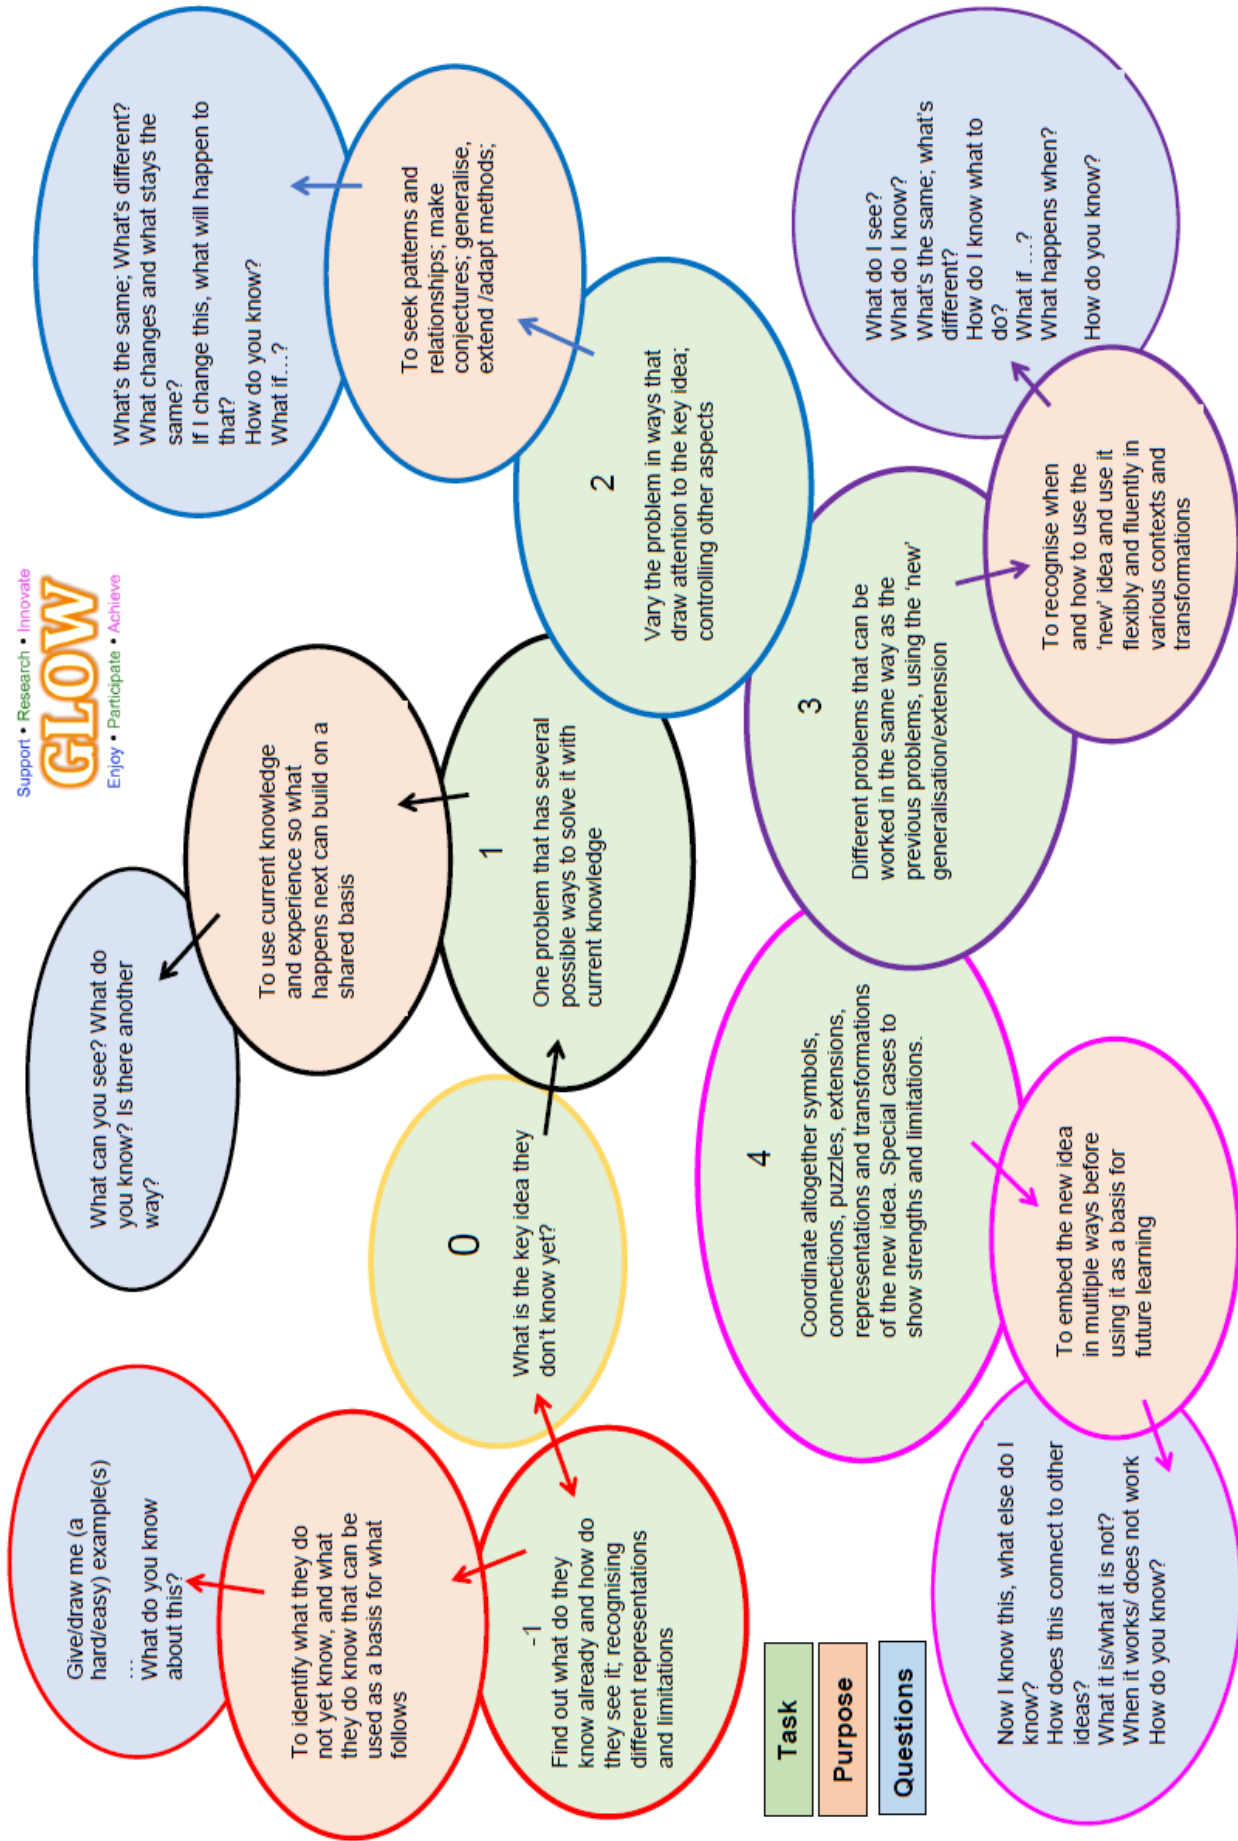 Support • Research • Innovate
GLOW
Enjoy • Participate • Achieve
Give/draw me (a
hard/easy) example(s)
…
What do you know
about this?
To identify what they do
not yet know, and what
they do know that can be
used as a basis for what
follows
-1
Find out what do they
know already and how do
they see it; recognising
different representations
and limitations
0
What is the key idea they
don't know yet?
What can you see? What do
you know? Is there another
way?
To use current knowledge
and experience so what
happens next can build on a
shared basis
1
One problem that has several
possible ways to solve it with
current knowledge
What's the same; What's different?
What changes and what stays the
same?
If I change this, what will happen to
that?
How do you know?
What if…?
To seek patterns and
relationships; make
conjectures; generalise,
extend /adapt methods;
2
Vary the problem in ways that
draw attention to the key idea;
controlling other aspects
3
Different problems that can be
worked in the same way as the
previous problems, using the ‘new’
generalisation/extension
To recognise when
and how to use the
‘new’ idea and use it
flexibly and fluently in
various contexts and
transformations
What do I see?
What do I know?
What's the same; what's
different?
How do I know what to
do?
What if …?
What happens when?
How do you know?
4
Coordinate altogether symbols,
connections, puzzles, extensions,
representations and transformations
of the new idea. Special cases to
show strengths and limitations.
To embed the new idea
in multiple ways before
using it as a basis for
future learning
Now I know this, what else do I
know?
How does this connect to other
ideas?
What it is/what it is not?
When it works/ does not work
How do you know?
Task
Purpose
Questions